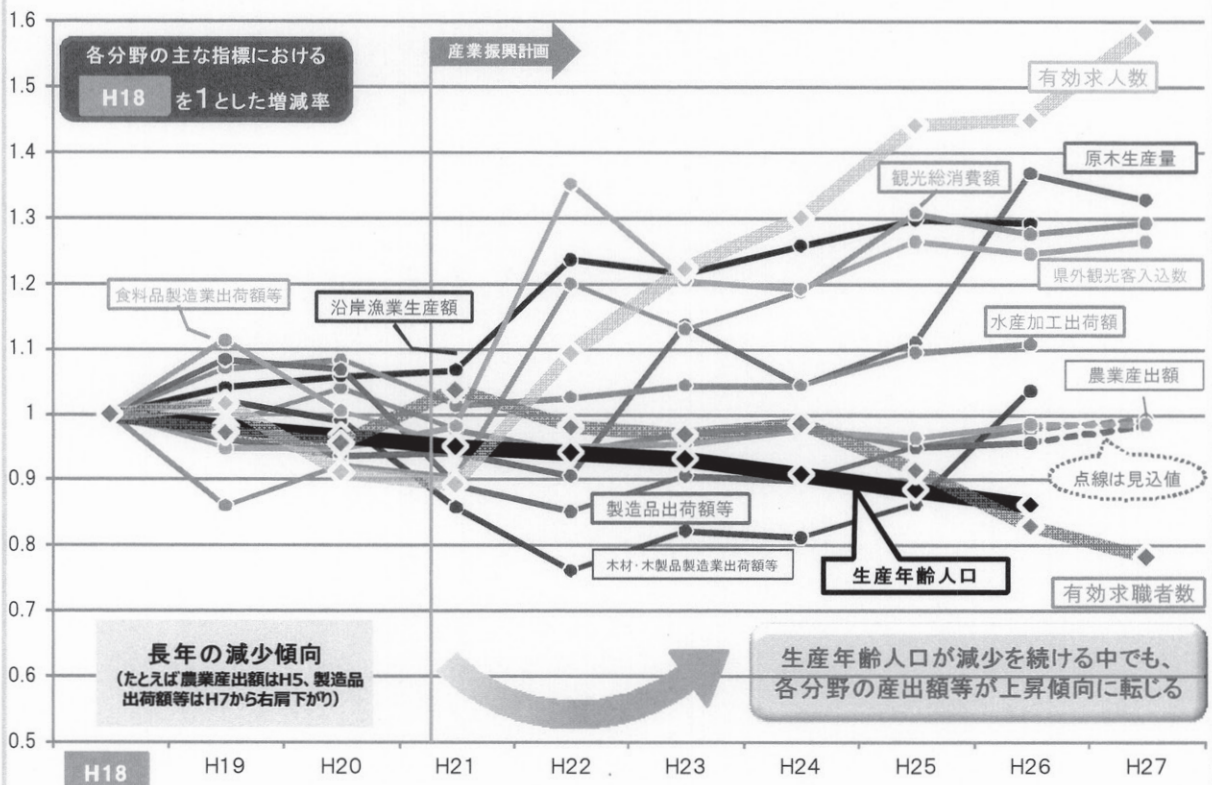 1.6
1.5
1.4
1.3
1.2
1.1
1
0.9
0.8
0.7
0.6
0.5
各分野の主な指標における
H18 を1とした増減率
産業振興計画
有効求人数
原木生産量
観光総消費額
県外観光客入込数
食料品製造業出荷額等
沿岸漁業生産額
水産加工出荷額
農業産出額
点線は見込値
製造品出荷額等
木材・木製品製造業出荷額等
生産年齢人口
有効求職者数
長年の減少傾向
(たとえば農業産出額はH5、製造品
出荷額等はH7から右肩下がり)
生産年齢人口が減少を続ける中でも、
各分野の産出額等が上昇傾向に転じる
H18 H19 H20 H21 H22 H23 H24 H25 H26 H27